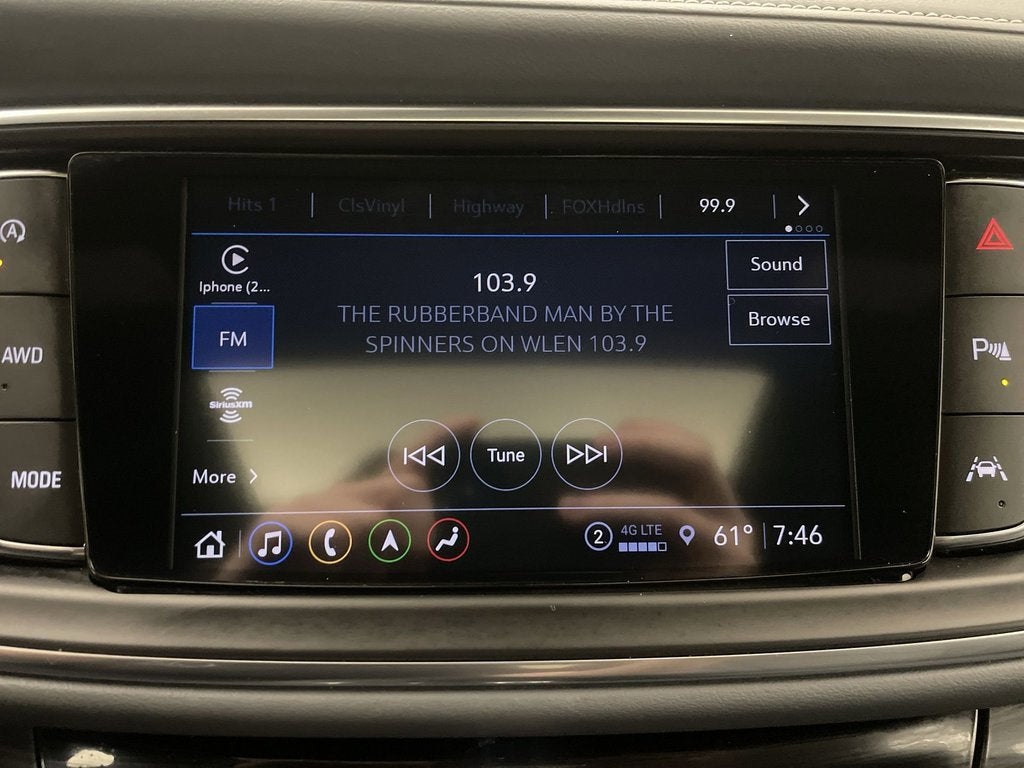 Hits 1 ClsVinyl Highway FOXHdlns 99.9
Iphone (2...
103.9
Sound
THE RUBBERBAND MAN BY THE
SPINNERS ON WLEN 103.9
FM
Browse
SiriusXM
More
Tune
2 4G LTE 61° 7:46
A
AWD
MODE
P